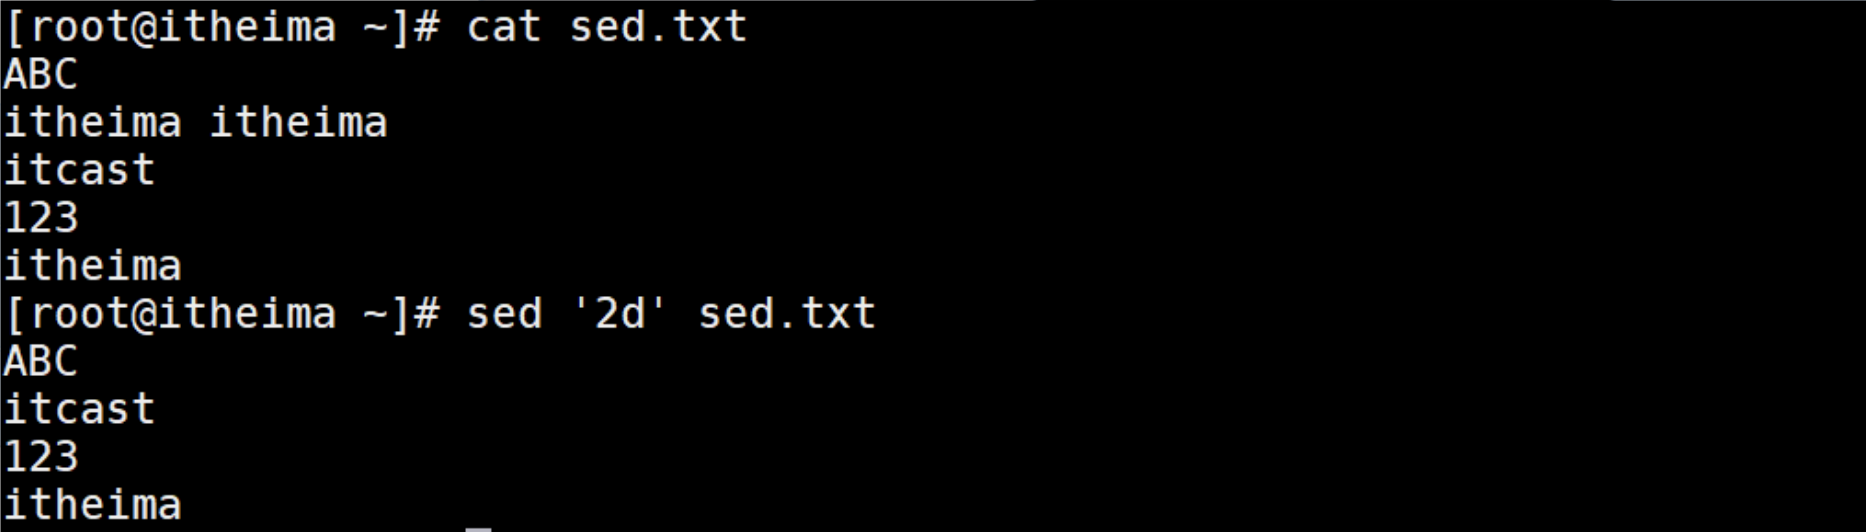 [root@itheima ~]# cat sed.txt
ABC
itheima itheima
itcast
123
itheima
[root@itheima ~]# sed '2d' sed.txt
ABC
itcast
123
itheima